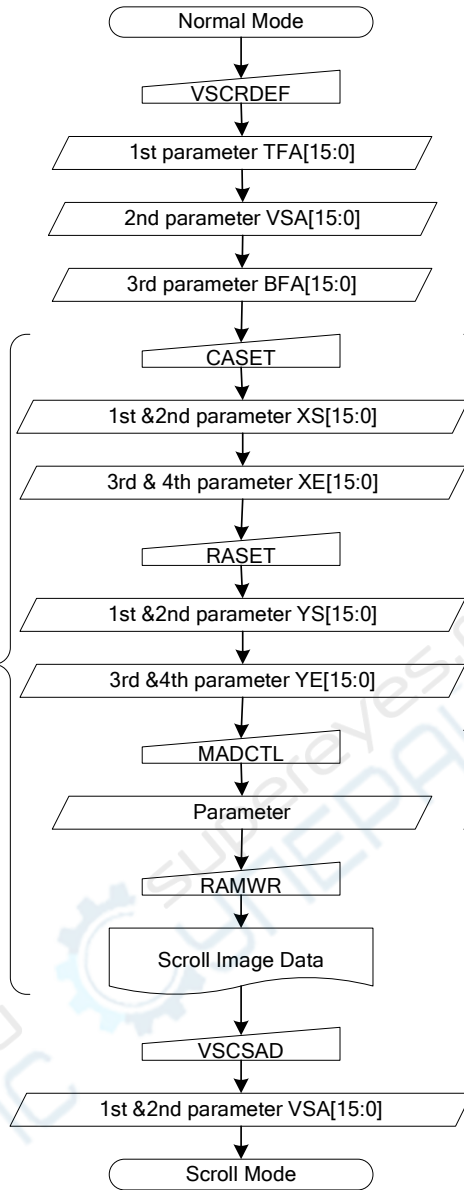 Normal Mode
VSCRDEF
1st parameter TFA[15:0]
2nd parameter VSA[15:0]
3rd parameter BFA[15:0]
CASET
1st &2nd parameter XS[15:0]
3rd & 4th parameter XE[15:0]
RASET
1st &2nd parameter YS[15:0]
3rd &4th parameter YE[15:0]
MADCTL
Parameter
RAMWR
Scroll Image Data
VSCSAD
1st &2nd parameter VSA[15:0]
Scroll Mode